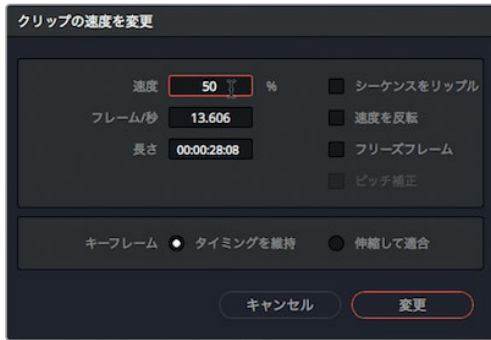 クリップの速度を変更
速度 50 % シーケンスをリップル
フレーム/秒 13.606 速度を反転
長さ 00:00:28:08 フリーズフレーム
ピッチ補正
キーフレーム タイミングを維持 伸縮して適合
キャンセル 変更